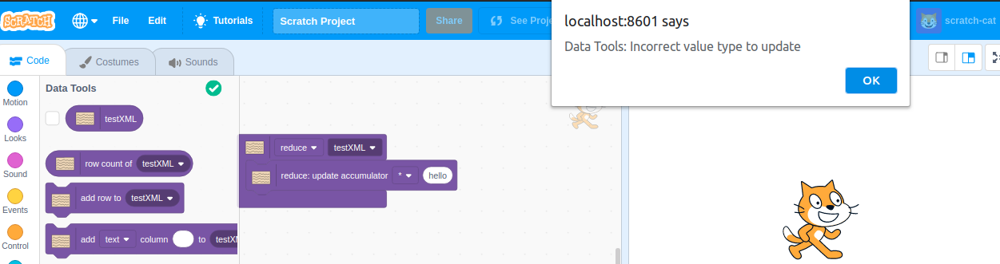 SCRATCH
File
Edit
Tutorials
Scratch Project
Share
See Proje
scratch-cat
localhost:8601 says
Data Tools: Incorrect value type to update
OK
Code
Costumes
Sounds
Motion
Looks
Sound
Events
Control
Data Tools
testXML
row count of testXML
add row to testXML
add text column to testXM
reduce testXML
reduce: update accumulator * hello